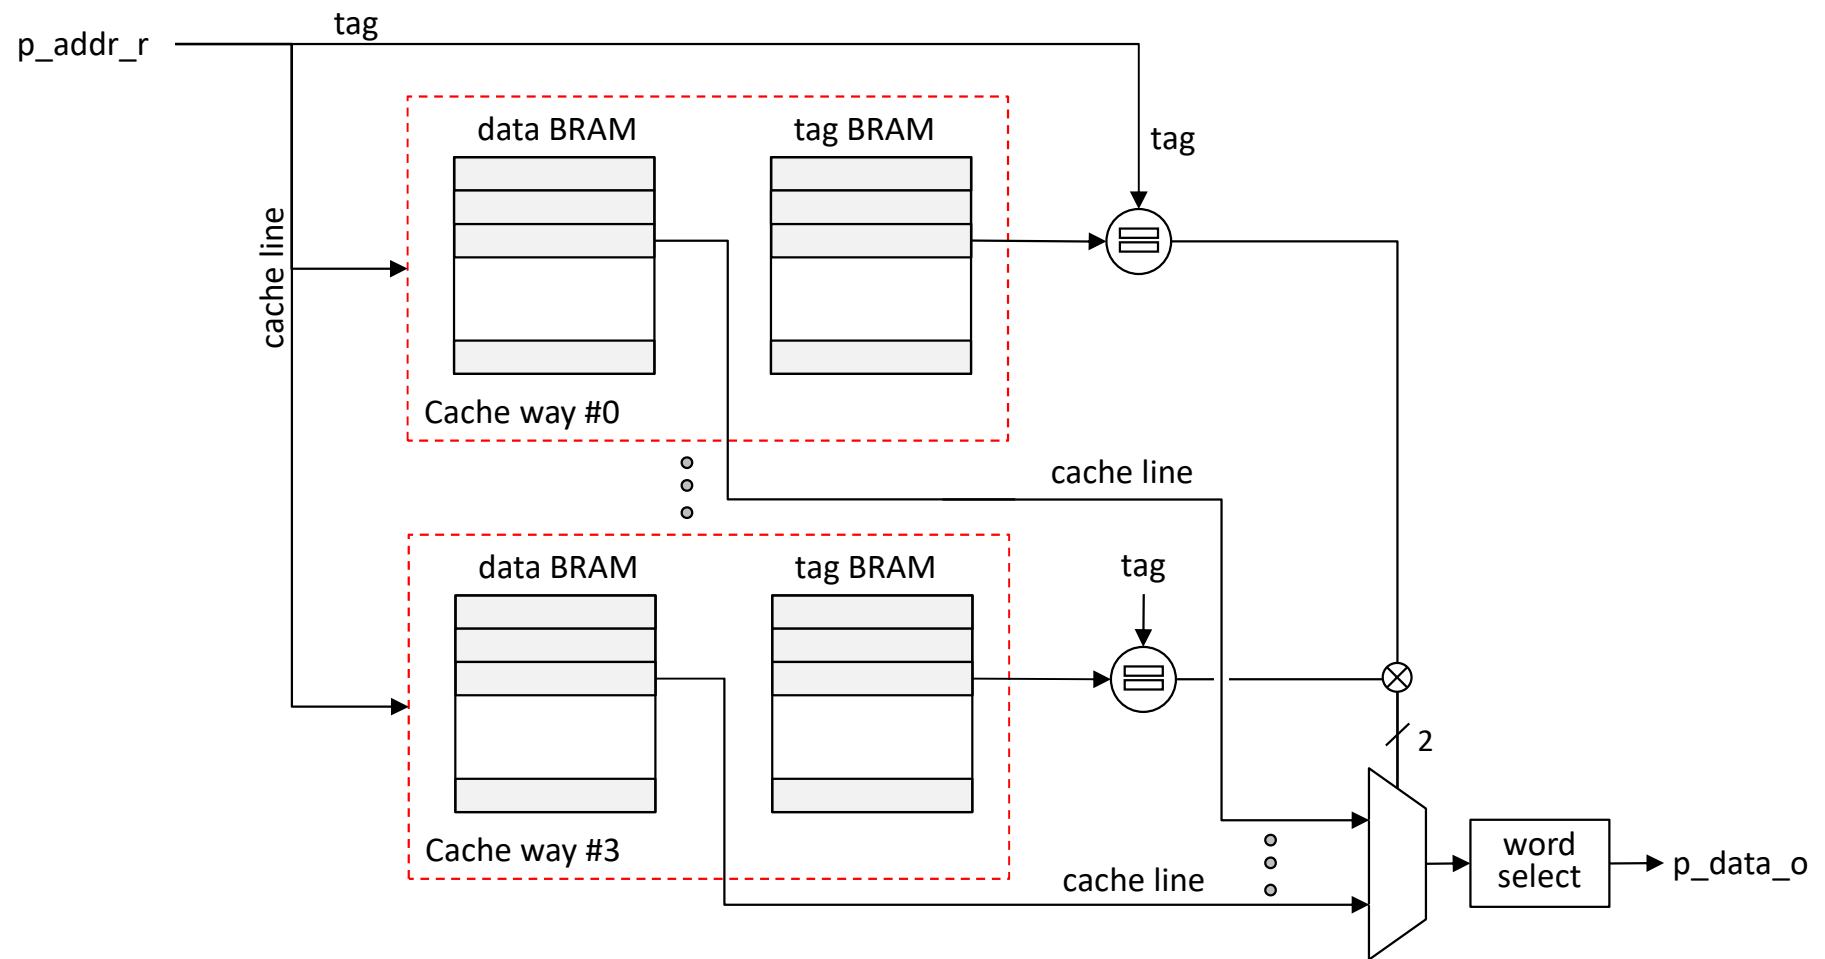 tag
p_addr_r
data BRAM
tag BRAM
tag
cache line
Cache way #0
cache line
data BRAM
tag BRAM
tag
2
Cache way #3
cache line
word
select
p_data_o